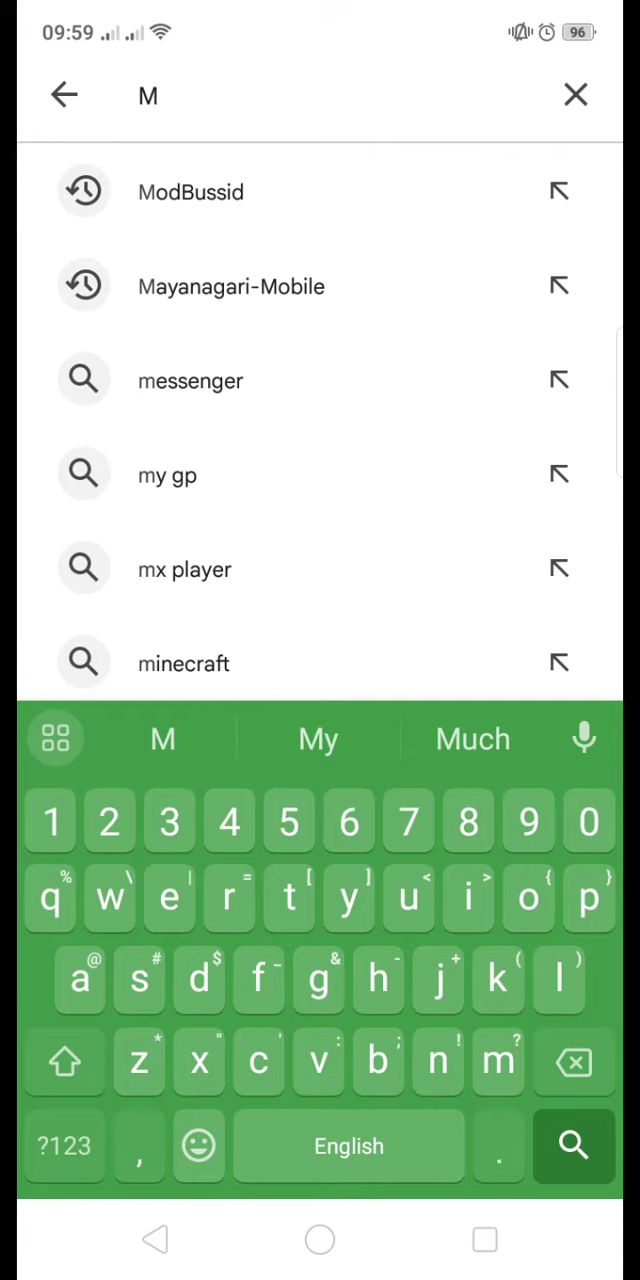 09:59 96
M
ModBussid
Mayanagari-Mobile
messenger
my gp
mx player
minecraft
M My Much
1 2 3 4 5 6 7 8 9 0
% \ | = [ ] < > { }
q w e r t y u i o p
@ # $ _ & - + ( )
a s d f g h j k l
* " ' : ; ! ?
z x c v b n m
?123 , English .